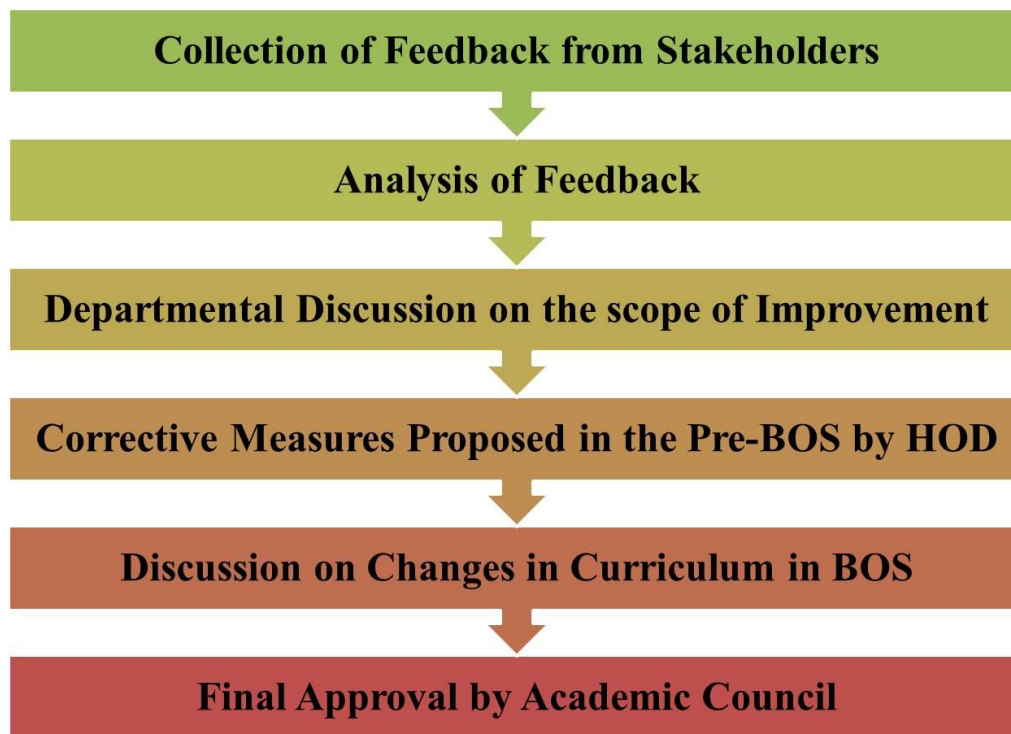 Collection of Feedback from Stakeholders
Analysis of Feedback
Departmental Discussion on the scope of Improvement
Corrective Measures Proposed in the Pre-BOS by HOD
Discussion on Changes in Curriculum in BOS
Final Approval by Academic Council